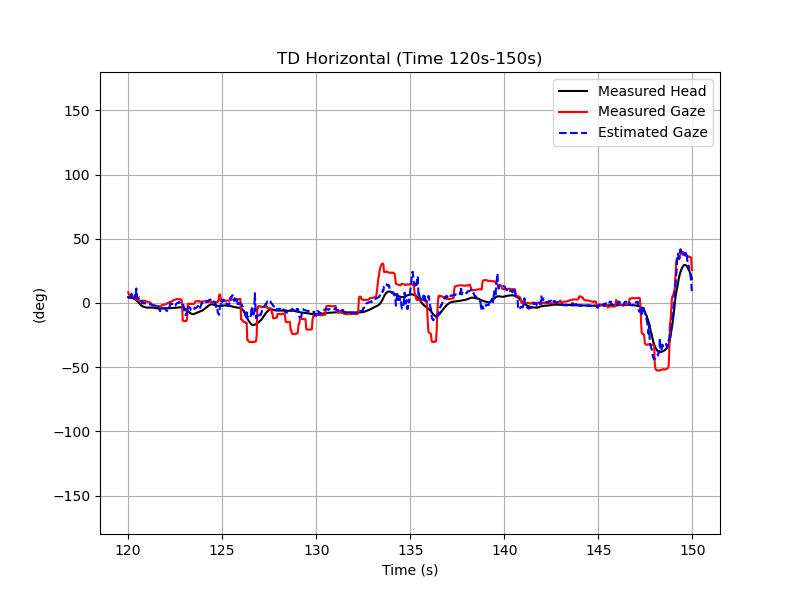 TD Horizontal (Time 120s-150s)
Measured Head
Measured Gaze
Estimated Gaze
150
100
50
0
−50
−100
−150
(deg)
120
125
130
135
140
145
150
Time (s)